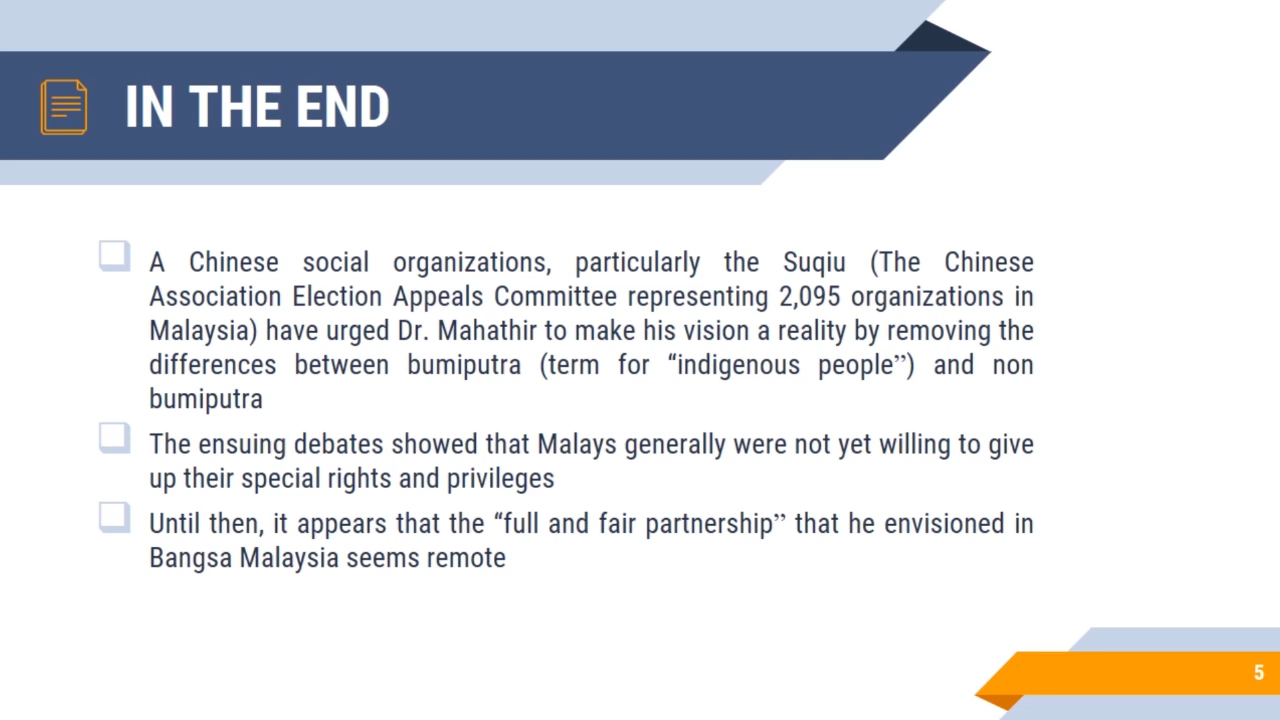 IN THE END
A Chinese social organizations, particularly the Suqiu (The Chinese
Association Election Appeals Committee representing 2,095 organizations in
Malaysia) have urged Dr. Mahathir to make his vision a reality by removing the
differences between bumiputra (term for “indigenous people”) and non
bumiputra
The ensuing debates showed that Malays generally were not yet willing to give
up their special rights and privileges
Until then, it appears that the “full and fair partnership” that he envisioned in
Bangsa Malaysia seems remote
5